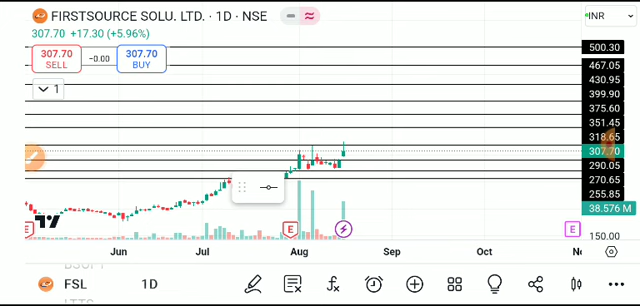 FIRSTSOURCE SOLU. LTD. · 1D · NSE
INR
307.70 +17.30 (+5.96%)
307.70 SELL
-0.00
307.70 BUY
1
500.30
467.05
430.95
399.90
375.60
351.45
318.65
307.70
290.05
270.65
255.85
38.576 M
150.00
E
E
E
Jun
Jul
Aug
Sep
Oct
FSL
1D